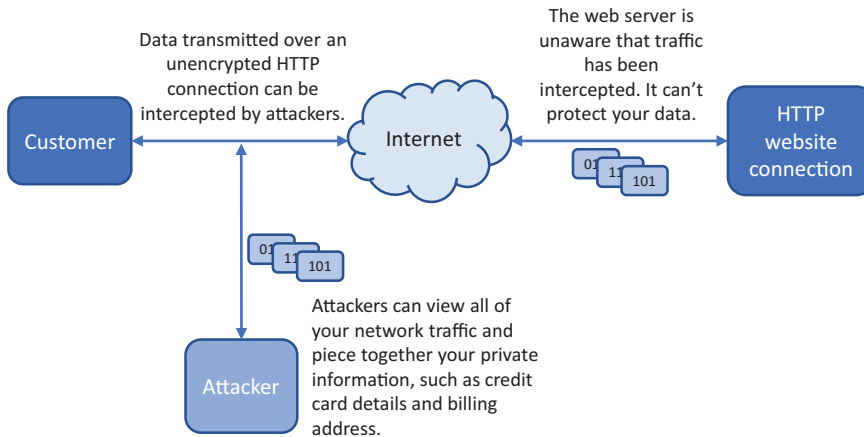 Data transmitted over an
unencrypted HTTP
connection can be
intercepted by attackers.
The web server is
unaware that traffic
has been
intercepted. It can’t
protect your data.
Customer
Internet
HTTP
website
connection
01
11
101
01
11
101
Attackers can view all of
your network traffic and
piece together your private
information, such as credit
card details and billing
address.
Attacker